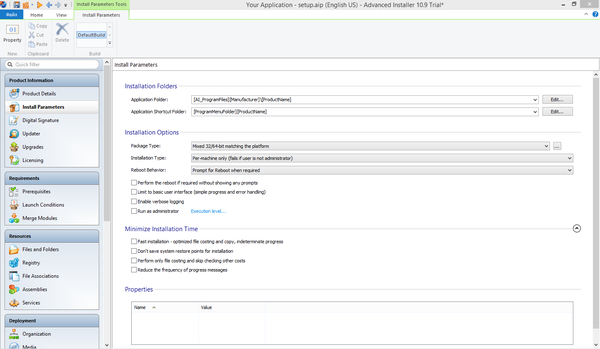 Install Parameters Tools
Your Application - setup.aip (English US) - Advanced Installer 10.9 Trial*
Home
View
Install Parameters
Property
New
Copy
Cut
Paste
Clipboard
Delete
DefaultBuild
Build
Quick filter
Product Information
Product Details
Install Parameters
Digital Signature
Updater
Upgrades
Licensing
Requirements
Prerequisites
Launch Conditions
Merge Modules
Resources
Files and Folders
Registry
File Associations
Assemblies
Services
Deployment
Organization
Media
Install Parameters
Installation Folders
Application Folder:
[AI_ProgramFiles][Manufacturer]\[ProductName]
Edit...
Application Shortcut Folder:
[ProgramMenuFolder][ProductName]
Edit...
Installation Options
Package Type:
Mixed 32/64-bit matching the platform
...
Installation Type:
Per-machine only (fails if user is not administrator)
Reboot Behavior:
Prompt for Reboot when required
Perform the reboot if required without showing any prompts
Limit to basic user interface (simple progress and error handling)
Enable verbose logging
Run as administrator
Execution level...
Minimize Installation Time
Fast installation - optimized file costing and copy, indeterminate progress
Don't save system restore points for installation
Perform only file costing and skip checking other costs
Reduce the frequency of progress messages
Properties
Name
Value